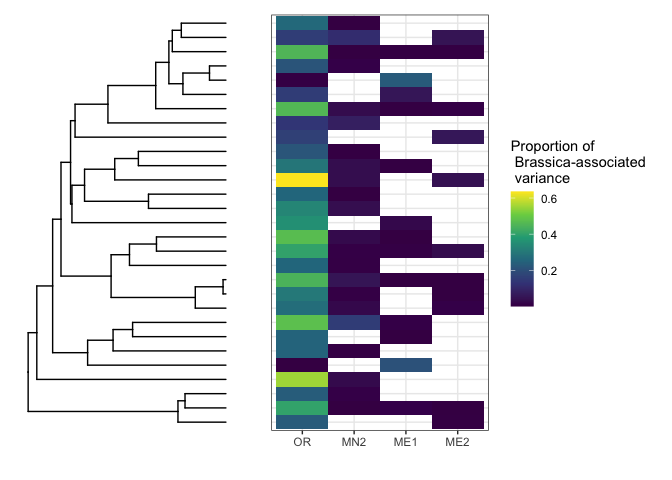 Proportion of
Brassica-associated
variance
0.6
0.4
0.2
OR MN2 ME1 ME2